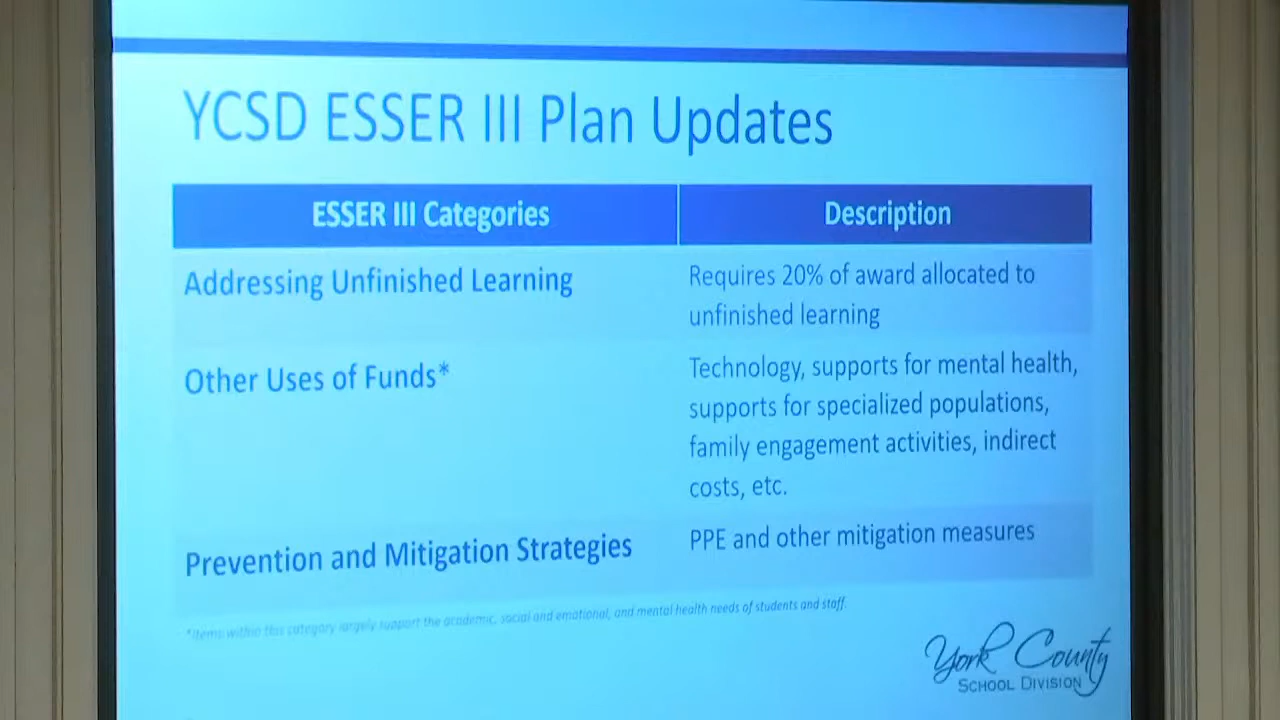 YCSD ESSER III Plan Updates
ESSER III Categories
Description
Addressing Unfinished Learning
Requires 20% of award allocated to
unfinished learning
Other Uses of Funds*
Technology, supports for mental health,
supports for specialized populations,
family engagement activities, indirect
costs, etc.
Prevention and Mitigation Strategies
PPE and other mitigation measures
*Items within this category largely support the academic, social and emotional, and mental health needs of students and staff.
York County
SCHOOL DIVISION